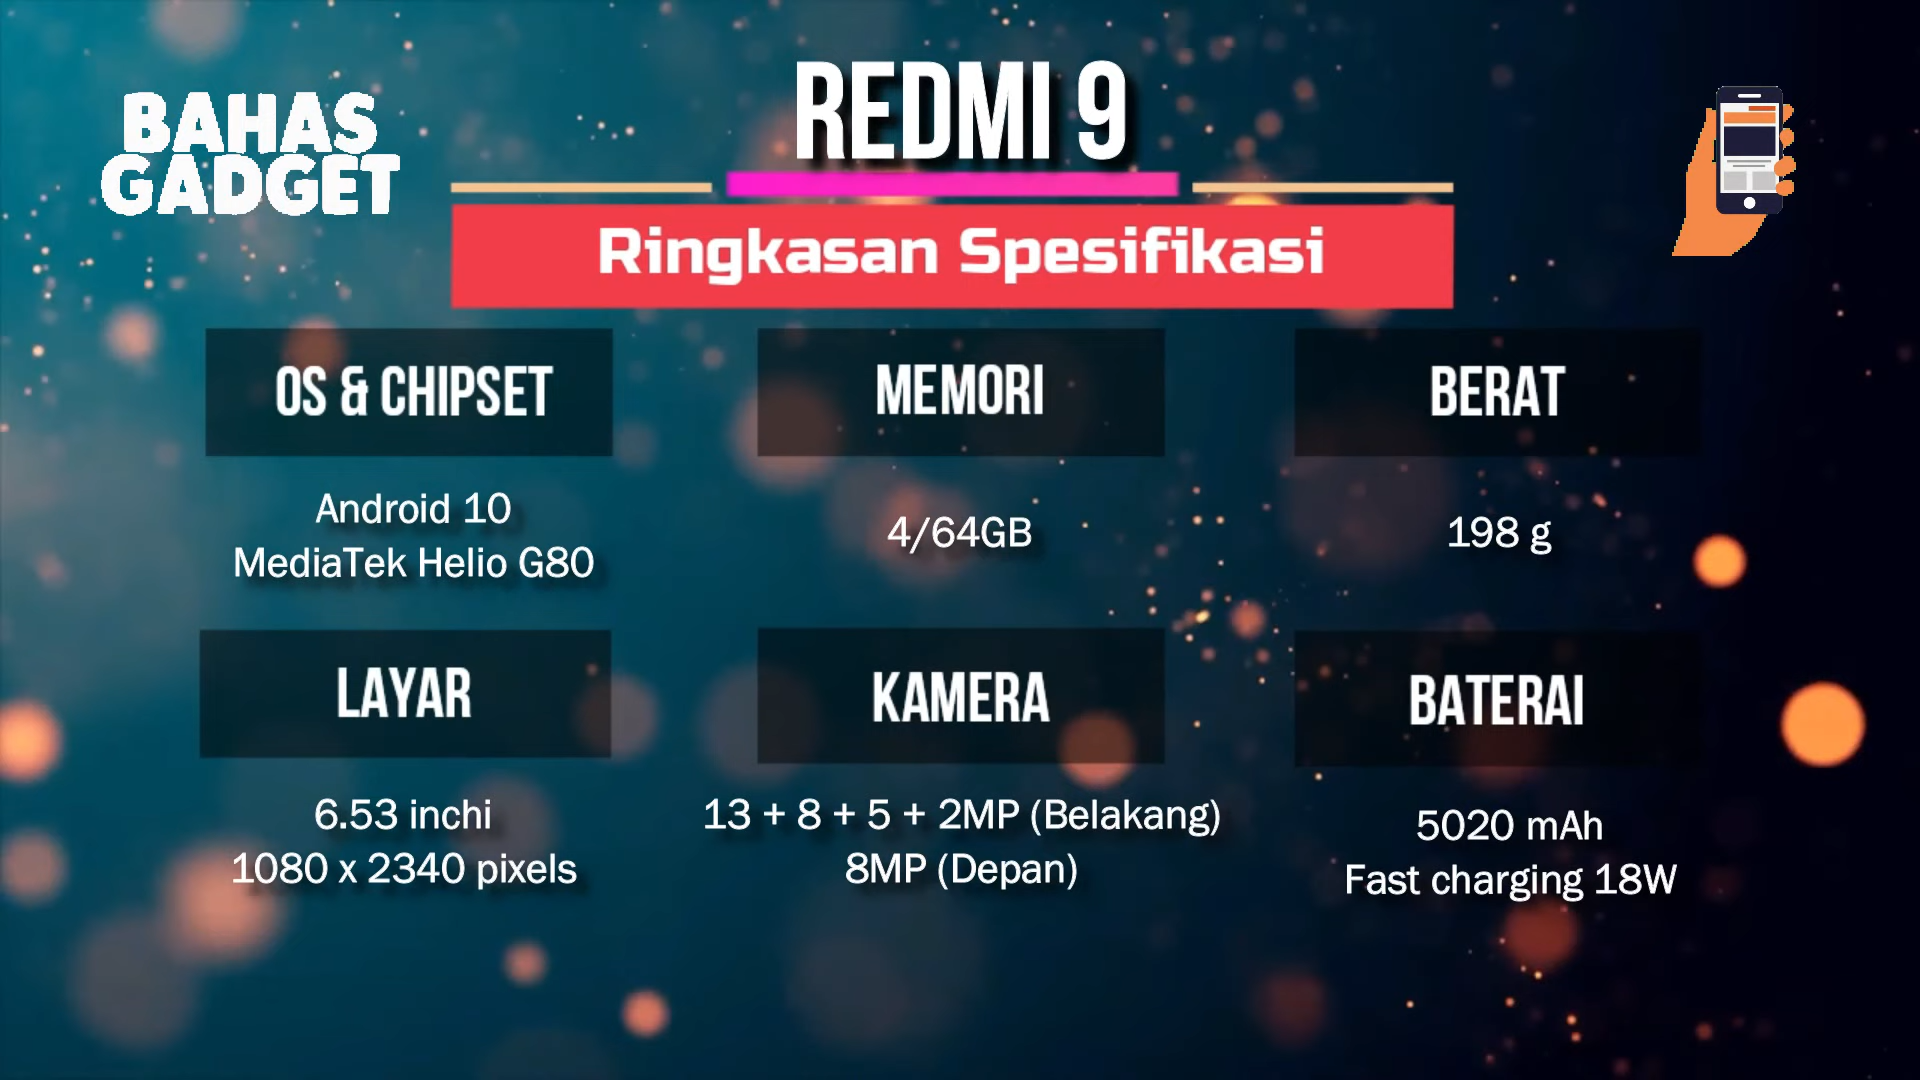 BAHAS
GADGET
REDMI 9
Ringkasan Spesifikasi
OS & CHIPSET
Android 10
MediaTek Helio G80
MEMORI
4/64GB
BERAT
198 g
LAYAR
6.53 inchi
1080 x 2340 pixels
KAMERA
13 + 8 + 5 + 2MP (Belakang)
8MP (Depan)
BATERAI
5020 mAh
Fast charging 18W